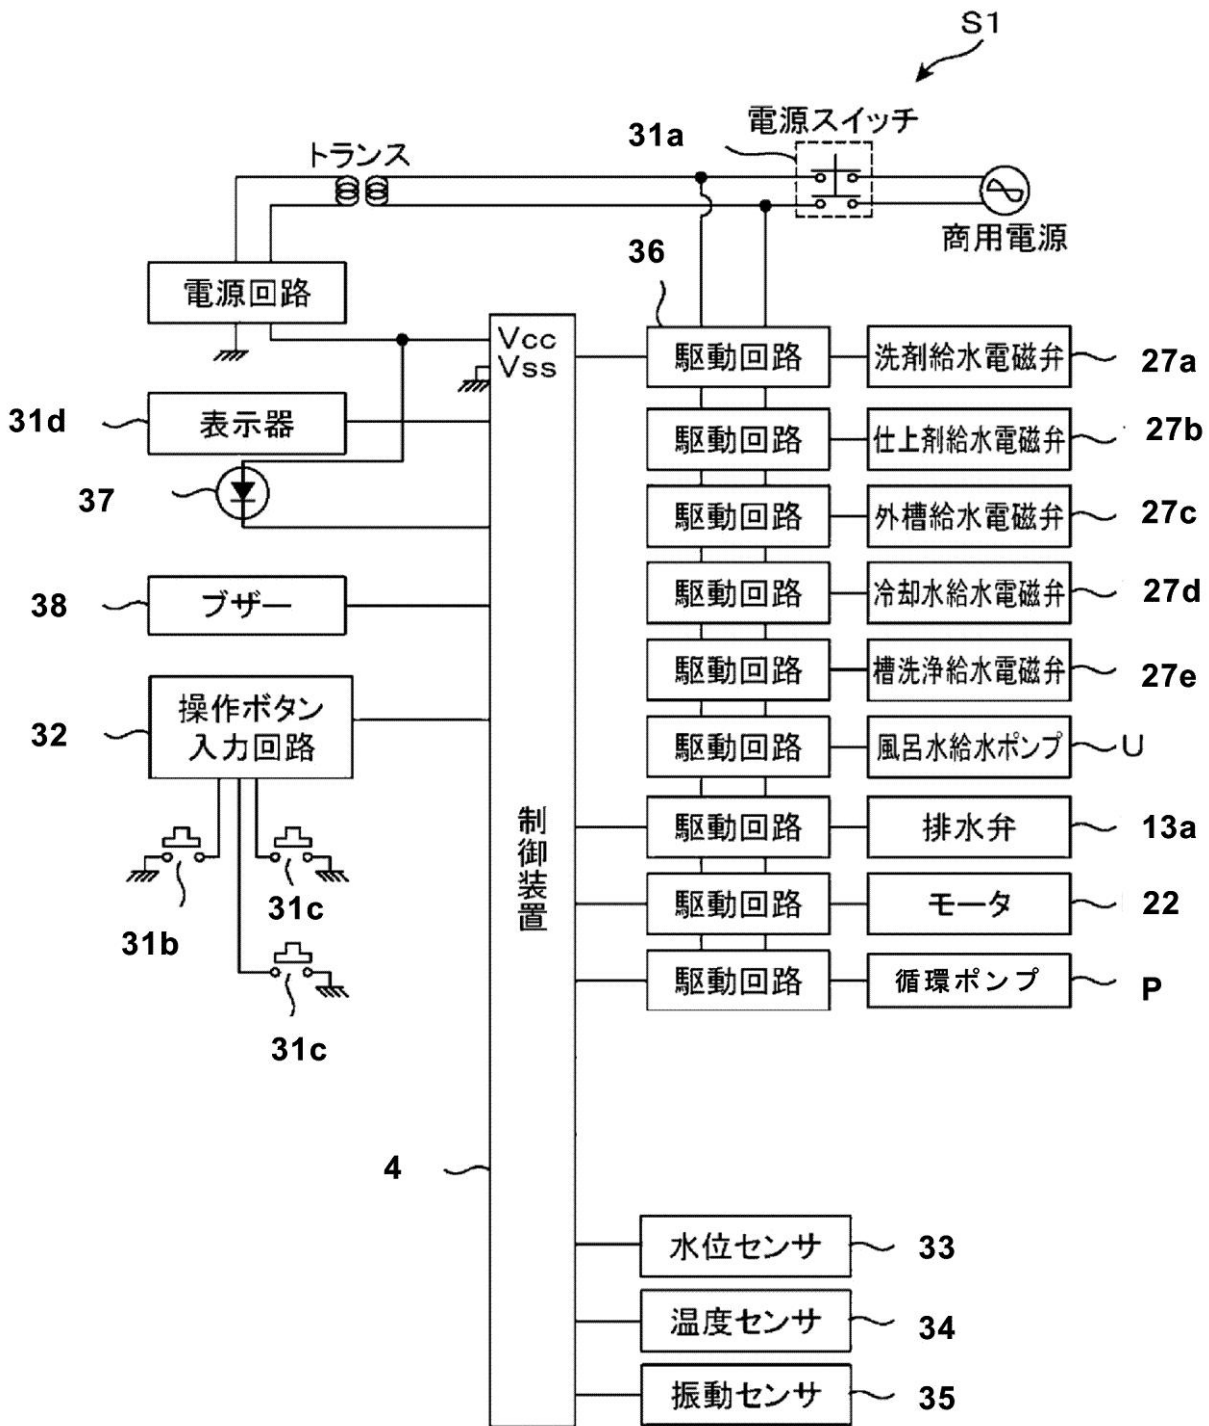 S1
電源スイッチ
31a
トランス
商用電源
36
電源回路
Vcc
Vss
駆動回路
洗剤給水電磁弁
27a
31d
表示器
駆動回路
仕上剤給水電磁弁
27b
37
駆動回路
外槽給水電磁弁
27c
38
ブザー
駆動回路
冷却水給水電磁弁
27d
駆動回路
槽洗浄給水電磁弁
27e
32
操作ボタン
入力回路
駆動回路
風呂水給水ポンプ
U
制御装置
駆動回路
排水弁
13a
31b
31c
駆動回路
モータ
22
31c
駆動回路
循環ポンプ
P
4
水位センサ
33
温度センサ
34
振動センサ
35